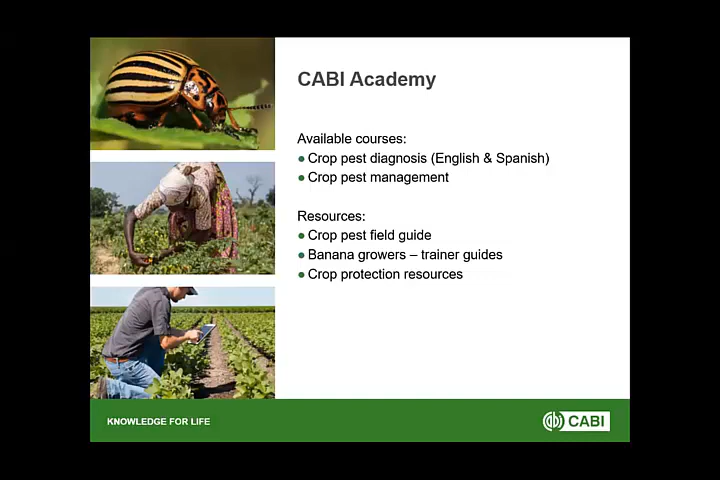 CABI Academy
Available courses:
● Crop pest diagnosis (English & Spanish)
● Crop pest management
Resources:
● Crop pest field guide
● Banana growers – trainer guides
● Crop protection resources
KNOWLEDGE FOR LIFE
CABI